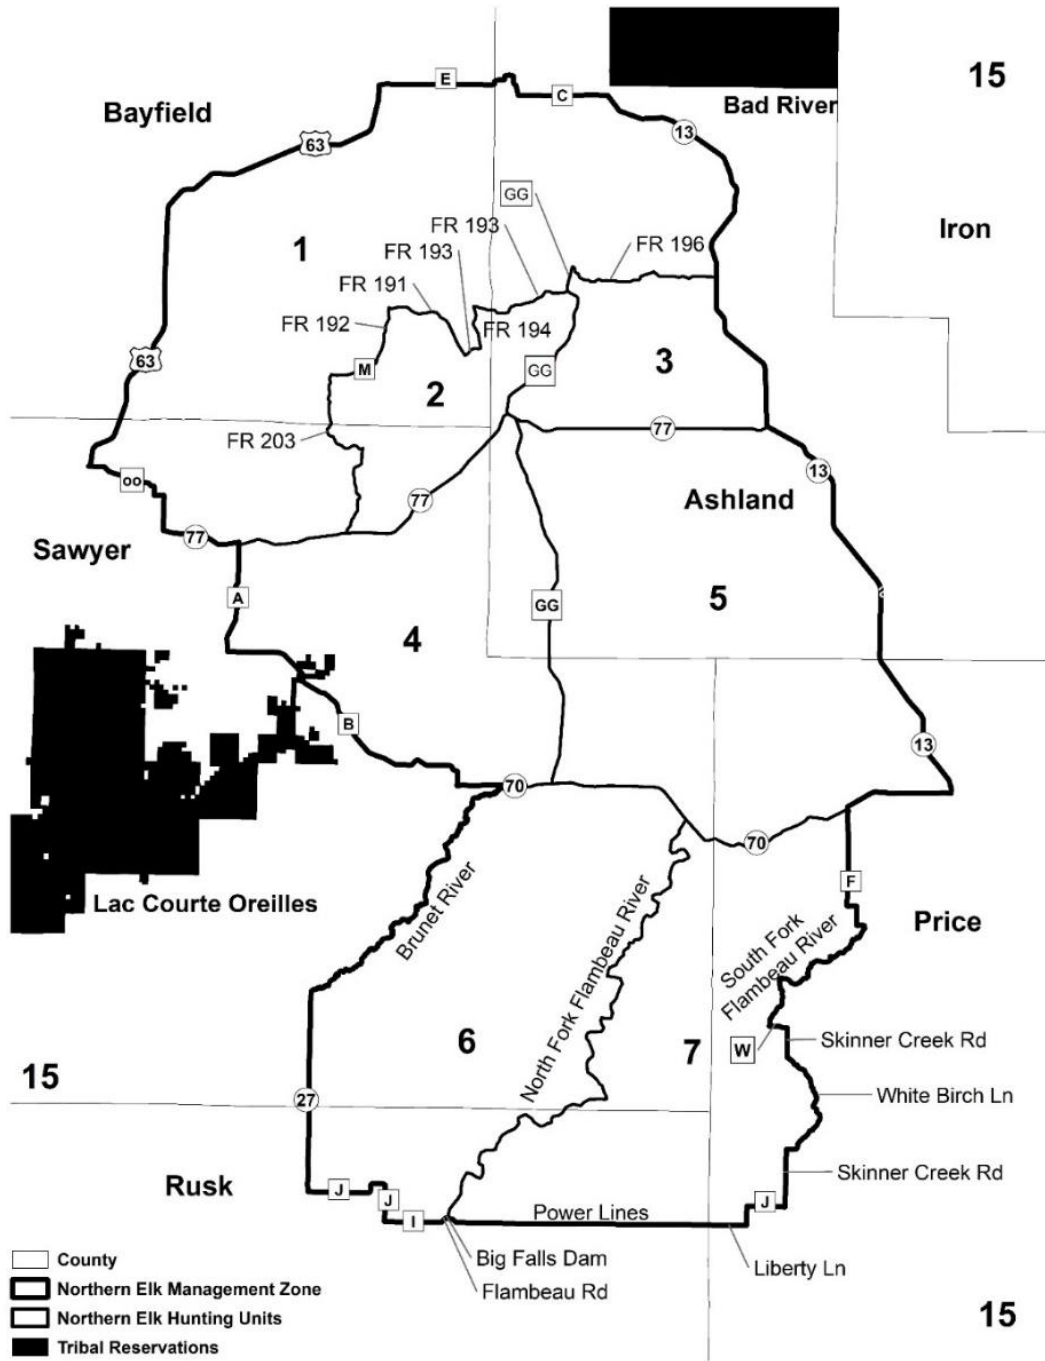 15
E
C
Bad River
Bayfield
13
63
GG
FR 193
Iron
1
FR 193
FR 196
FR 191
FR 192
FR 194
63
M
GG
3
2
FR 203
77
13
oo
77
Ashland
77
Sawyer
A
GG
5
4
B
13
70
70
Brunet River
F
Lac Courte Oreilles
North Fork Flambeau River
South Fork
Flambeau River
Price
6
7
W
Skinner Creek Rd
15
27
White Birch Ln
Rusk
Skinner Creek Rd
J
J
J
I
Power Lines
Big Falls Dam
Liberty Ln
Flambeau Rd
County
Northern Elk Management Zone
Northern Elk Hunting Units
Tribal Reservations
15